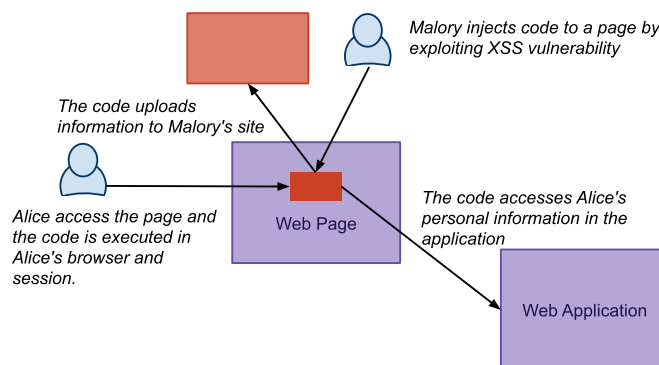 Malory injects code to a page by
exploiting XSS vulnerability
The code uploads
information to Malory's site
Alice access the page and
the code is executed in
Alice's browser and
session.
Web Page
The code accesses Alice's
personal information in the
application
Web Application